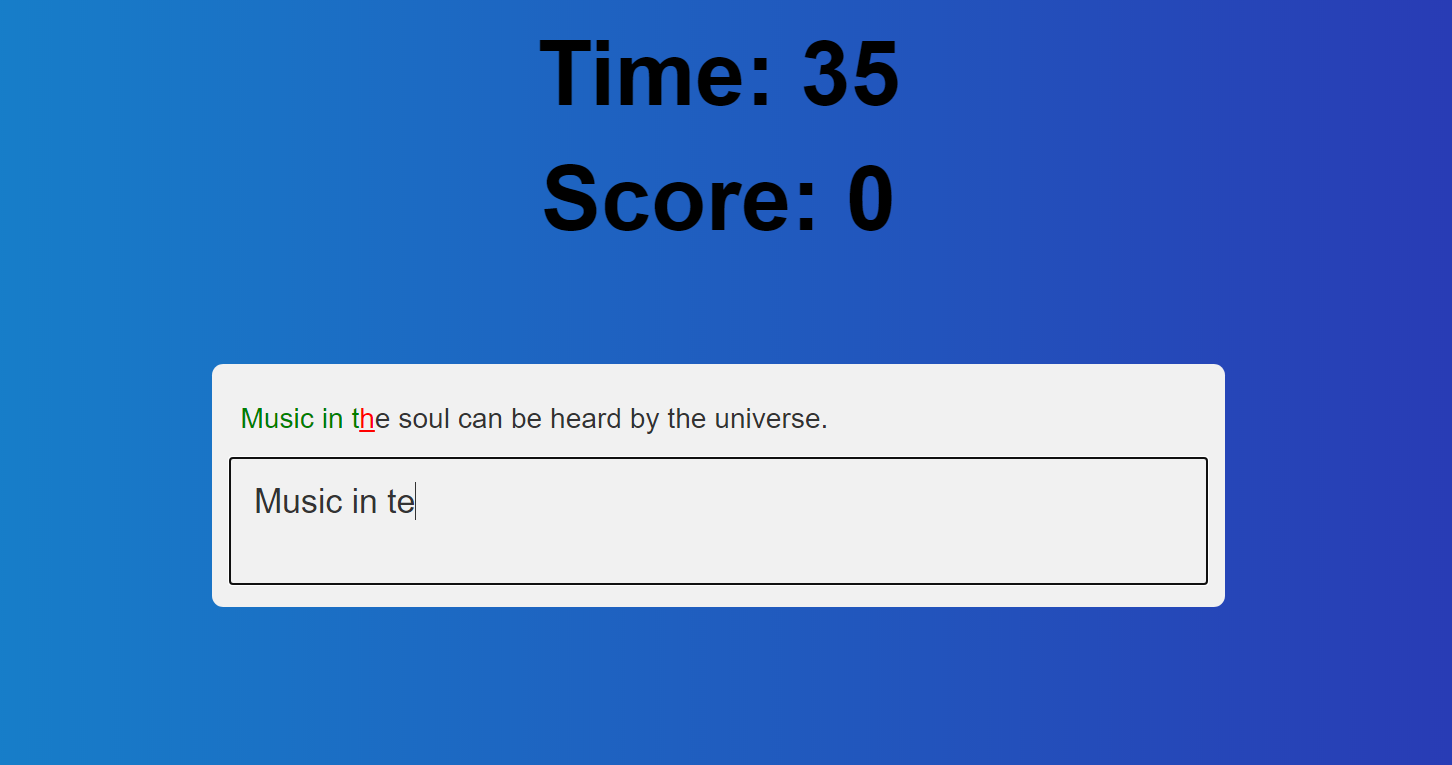 Time: 35
Score: 0
Music in the soul can be heard by the universe.
Music in te